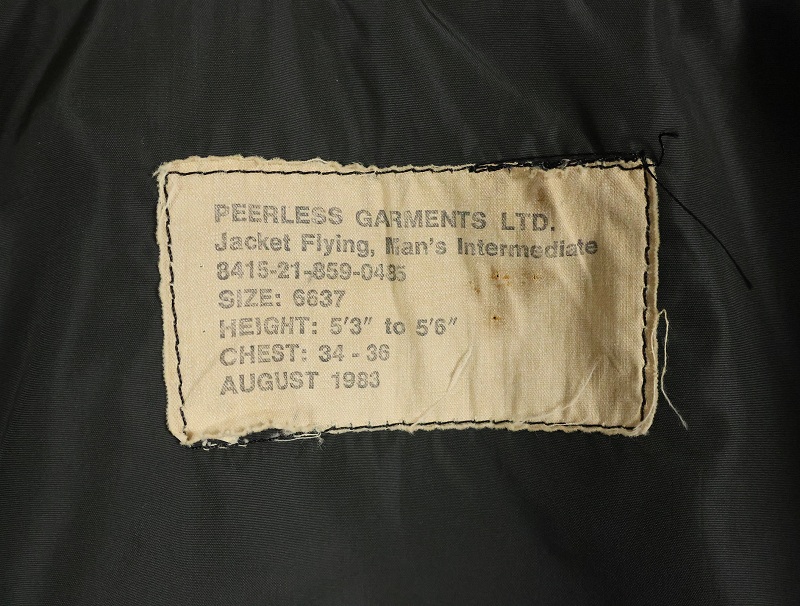 PEERLESS GARMENTS LTD.
Jacket Flying, Man's Intermediate
8415-21-859-0485
SIZE: 6637
HEIGHT: 5'3" to 5'6"
CHEST: 34 - 36
AUGUST 1983